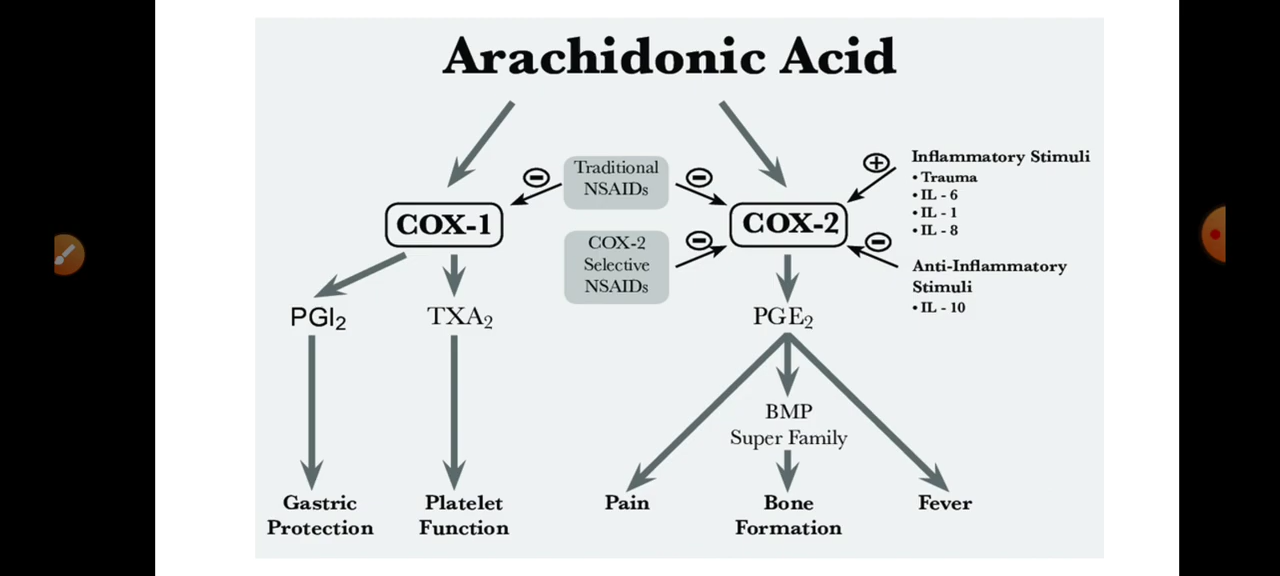 Arachidonic Acid
Traditional
NSAIDs
Inflammatory Stimuli
• Trauma
• IL - 6
• IL - 1
• IL - 8
COX-1
COX-2
COX-2
Selective
NSAIDs
Anti-Inflammatory
Stimuli
• IL - 10
PGI2
TXA2
PGE2
BMP
Super Family
Gastric
Protection
Platelet
Function
Pain
Bone
Formation
Fever